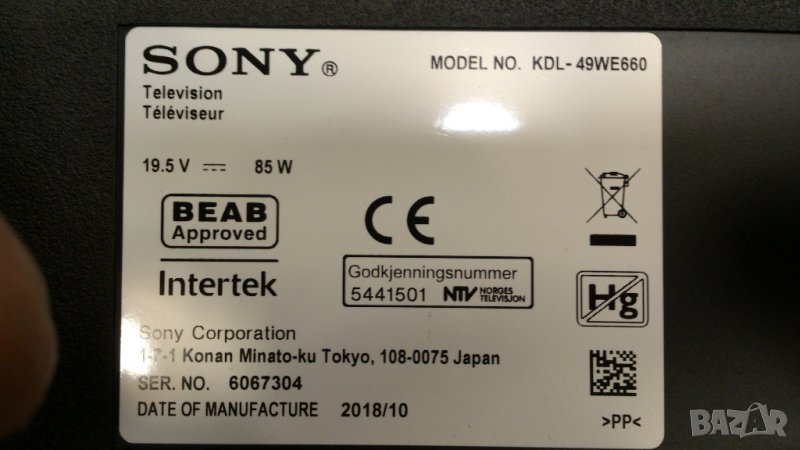 SONY®
MODEL NO. KDL- 49WE660
Television
Téléviseur
19.5 V ⎓ 85 W
BEAB
Approved
CE
Intertek
Godkjenningsnummer
5441501 NTV NORGES TELEVISJON
Hg
Sony Corporation
1-7-1 Konan Minato-ku Tokyo, 108-0075 Japan
SER. NO. 6067304
DATE OF MANUFACTURE 2018/10
>PP<
BAZAR